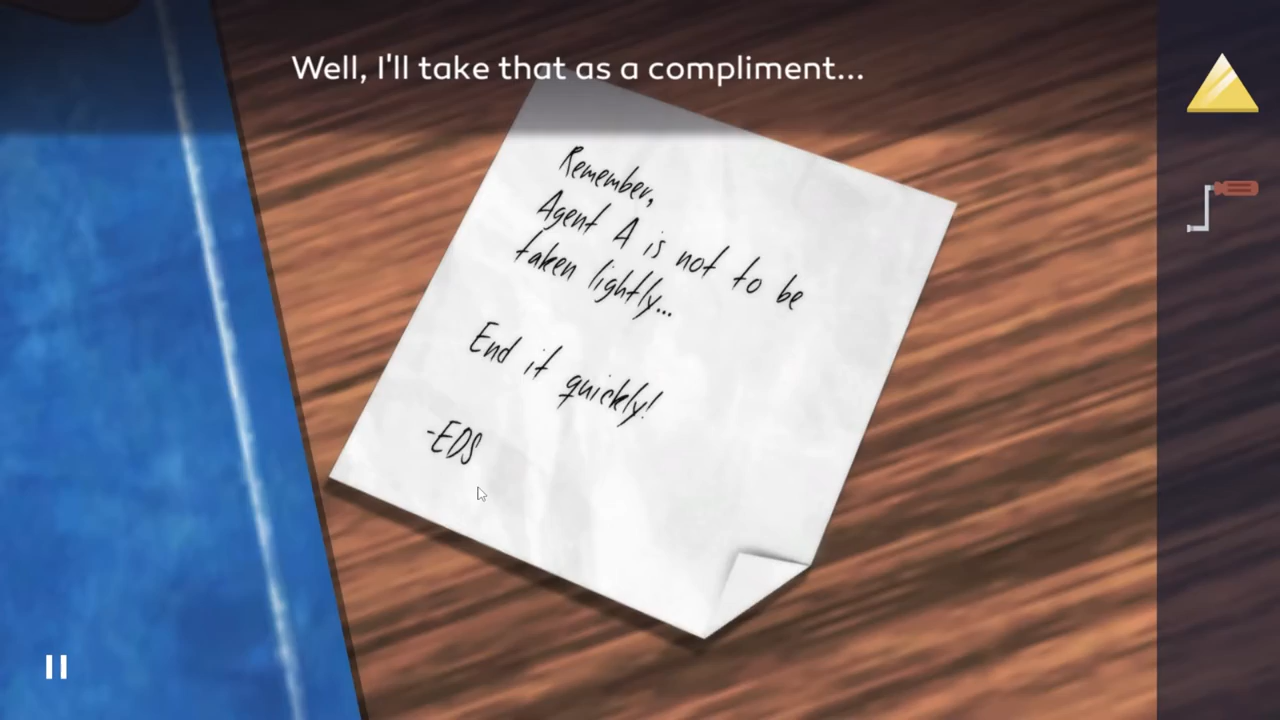 Well, I'll take that as a compliment...
Remember,
Agent A is not to be
taken lightly...
End it quickly!
-EDS